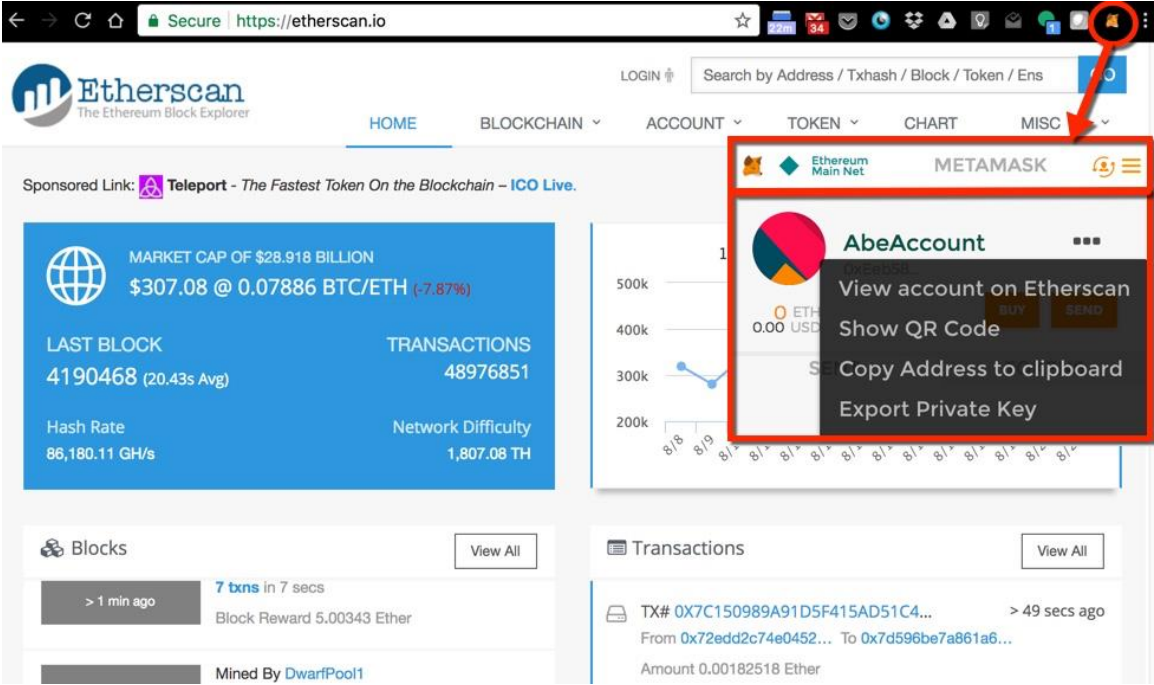 Secure https://etherscan.io
22m 34 1
Etherscan
The Ethereum Block Explorer
LOGIN Search by Address / Txhash / Block / Token / Ens GO
HOME BLOCKCHAIN ACCOUNT TOKEN CHART MISC
Sponsored Link: Teleport - The Fastest Token On the Blockchain – ICO Live.
Ethereum Main Net METAMASK
MARKET CAP OF $28.918 BILLION
$307.08 @ 0.07886 BTC/ETH (-7.87%)
LAST BLOCK TRANSACTIONS
4190468 (20.43s Avg) 48976851
Hash Rate Network Difficulty
86,180.11 GH/s 1,807.08 TH
1
500k
400k
300k
200k
8/8 8/9
AbeAccount
0 ETH
0.00 USD
BUY SEND
View account on Etherscan
Show QR Code
Copy Address to clipboard
Export Private Key
Blocks View All
> 1 min ago
7 txns in 7 secs
Block Reward 5.00343 Ether
Mined By DwarfPool1
Transactions View All
TX# 0X7C150989A91D5F415AD51C4... > 49 secs ago
From 0x72edd2c74e0452... To 0x7d596be7a861a6...
Amount 0.00182518 Ether